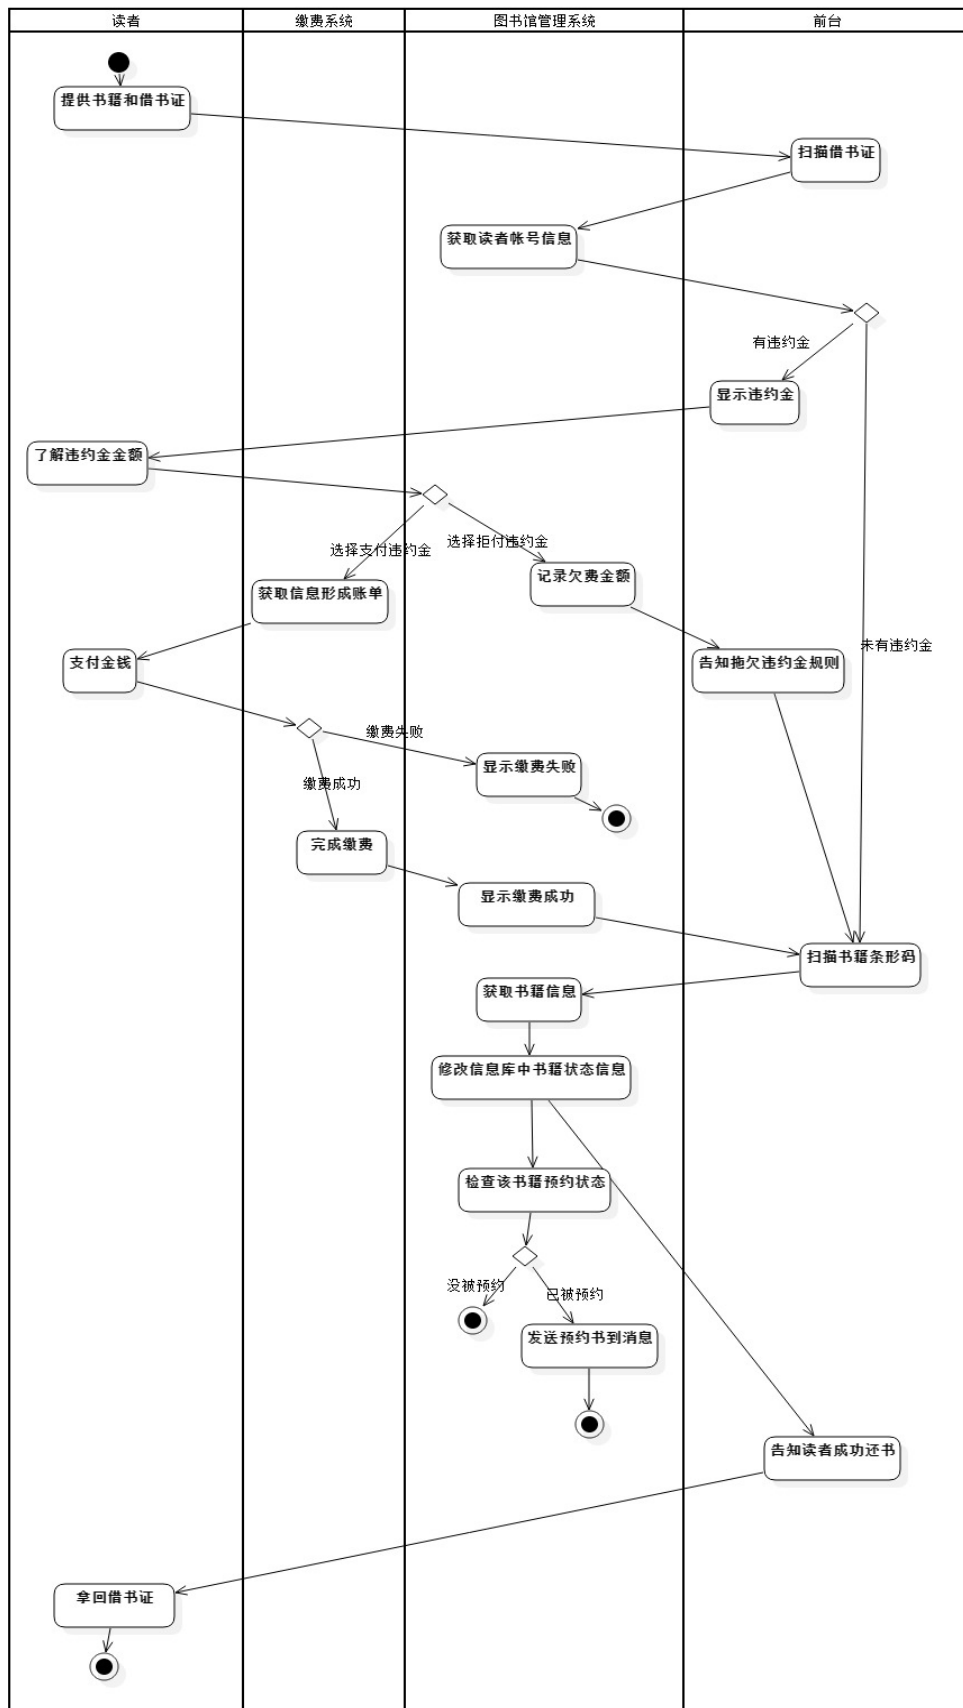 读者
缴费系统
图书馆管理系统
前台
提供书籍和借书证
扫描借书证
获取读者帐号信息
有违约金
显示违约金
了解违约金金额
选择支付违约金
选择拒付违约金
记录欠费金额
获取信息形成账单
未有违约金
支付金钱
告知拖欠违约金规则
缴费失败
显示缴费失败
缴费成功
完成缴费
显示缴费成功
扫描书籍条形码
获取书籍信息
修改信息库中书籍状态信息
检查该书籍预约状态
没被预约
已被预约
发送预约书到消息
告知读者成功还书
拿回借书证